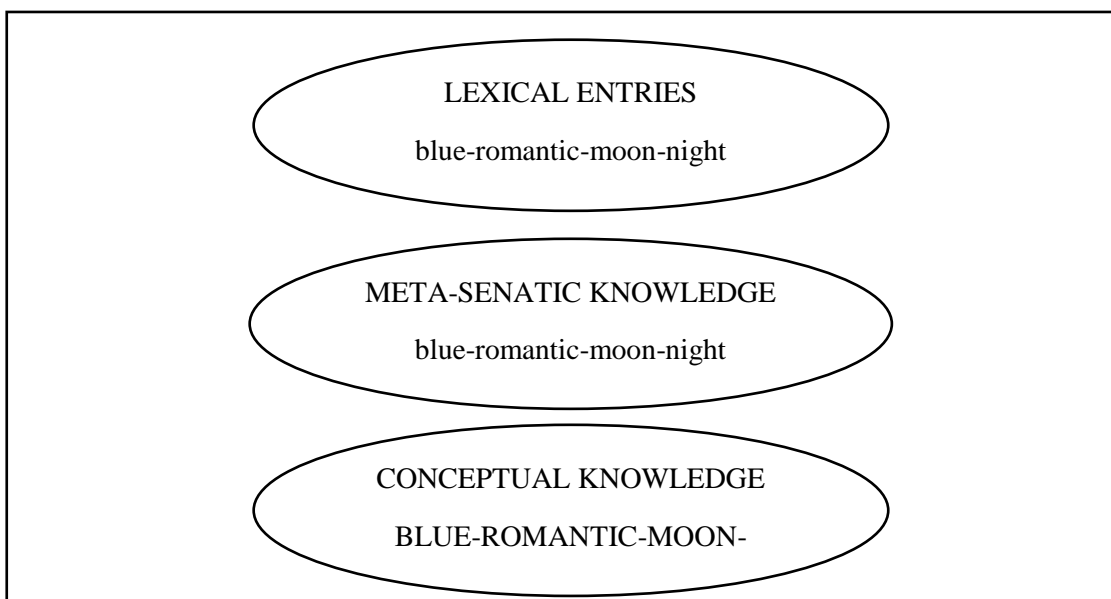 LEXICAL ENTRIES
blue-romantic-moon-night
META-SENATIC KNOWLEDGE
blue-romantic-moon-night
CONCEPTUAL KNOWLEDGE
BLUE-ROMANTIC-MOON-